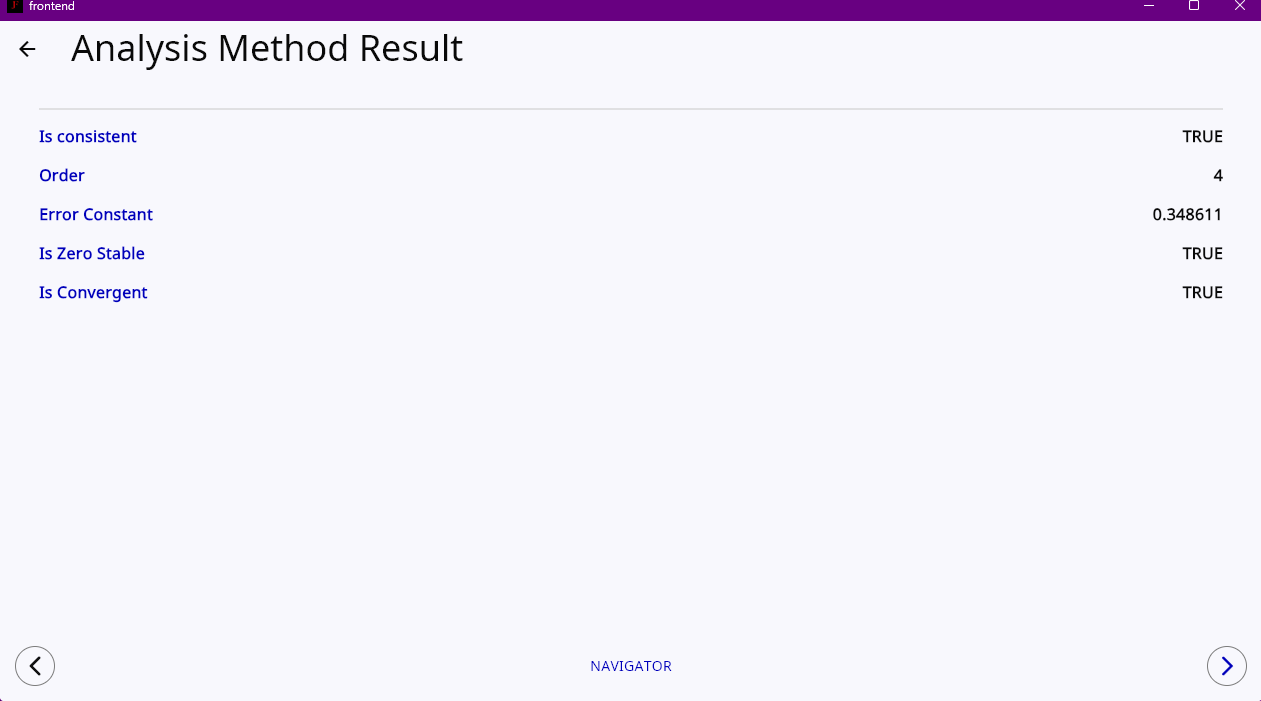 frontend
Analysis Method Result
Is consistent TRUE
Order 4
Error Constant 0.348611
Is Zero Stable TRUE
Is Convergent TRUE
NAVIGATOR